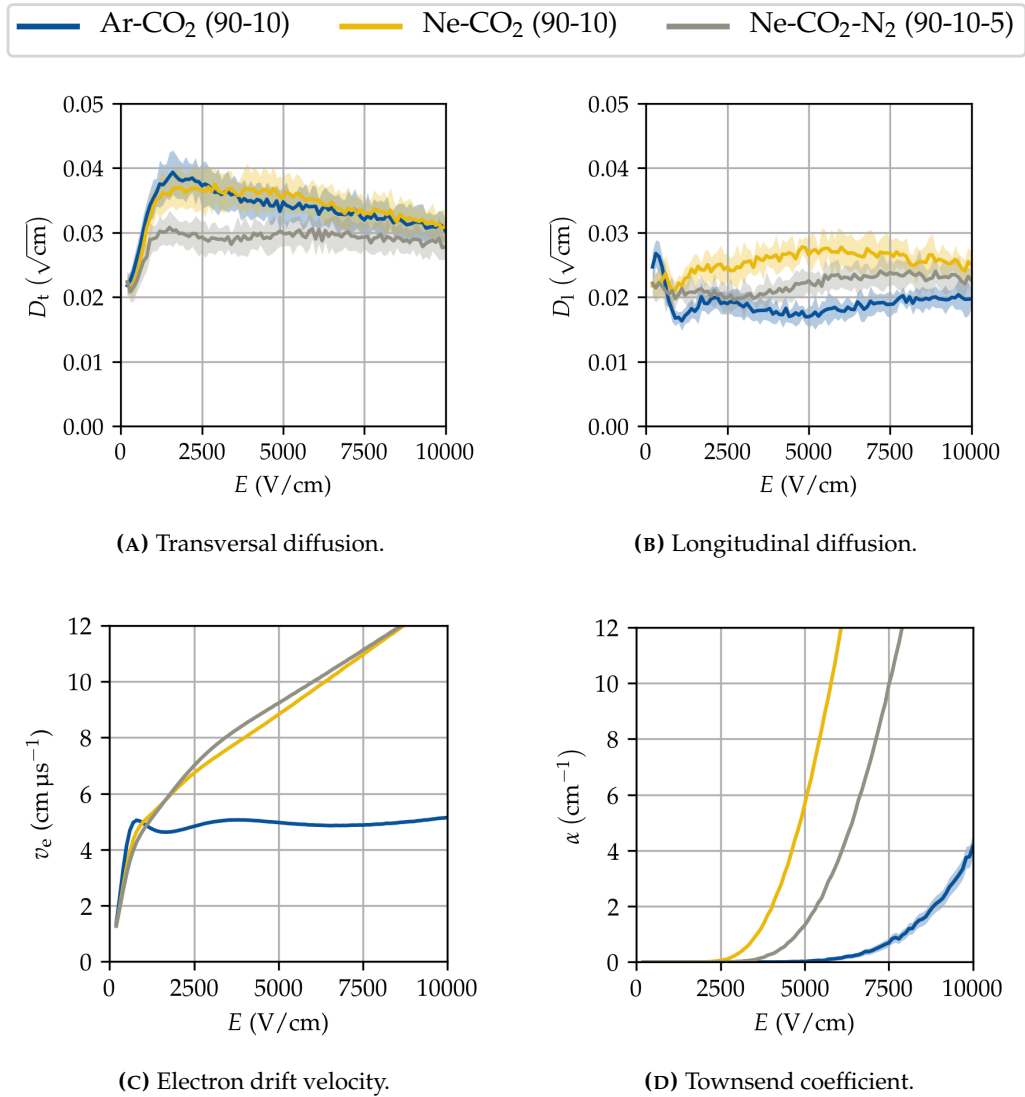 Ar-CO₂ (90-10) Ne-CO₂ (90-10) Ne-CO₂-N₂ (90-10-5)
0.05
0.04
0.03
0.02
0.01
0.00
Dₜ (√cm)
0 2500 5000 7500 10000
E (V/cm)
(A) Transversal diffusion.
0.05
0.04
0.03
0.02
0.01
0.00
Dₗ (√cm)
0 2500 5000 7500 10000
E (V/cm)
(B) Longitudinal diffusion.
12
10
8
6
4
2
0
vₑ (cm µs⁻¹)
0 2500 5000 7500 10000
E (V/cm)
(C) Electron drift velocity.
12
10
8
6
4
2
0
α (cm⁻¹)
0 2500 5000 7500 10000
E (V/cm)
(D) Townsend coefficient.